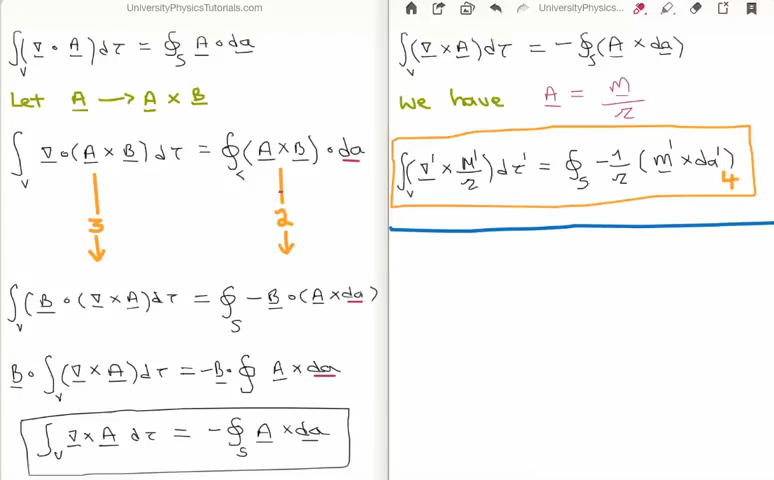 UniversityPhysicsTutorials.com
∫_V (∇ ∘ A) dτ = ∮_S A ∘ da
Let A → A × B
∫_V ∇ ∘ (A × B) dτ = ∮_S (A × B) ∘ da
3 2
∫_V (B ∘ (∇ × A) dτ = ∮_S -B ∘ (A × da)
B ∘ ∫_V (∇ × A) dτ = -B ∘ ∮ A × da
∫_V ∇ × A dτ = -∮_S A × da
UniversityPhysics...
∫_V (∇ × A) dτ = -∮_S (A × da)
we have A = M/r
∫_V (∇' × M'/r) dτ' = ∮_S -1/r (M' × da')
4